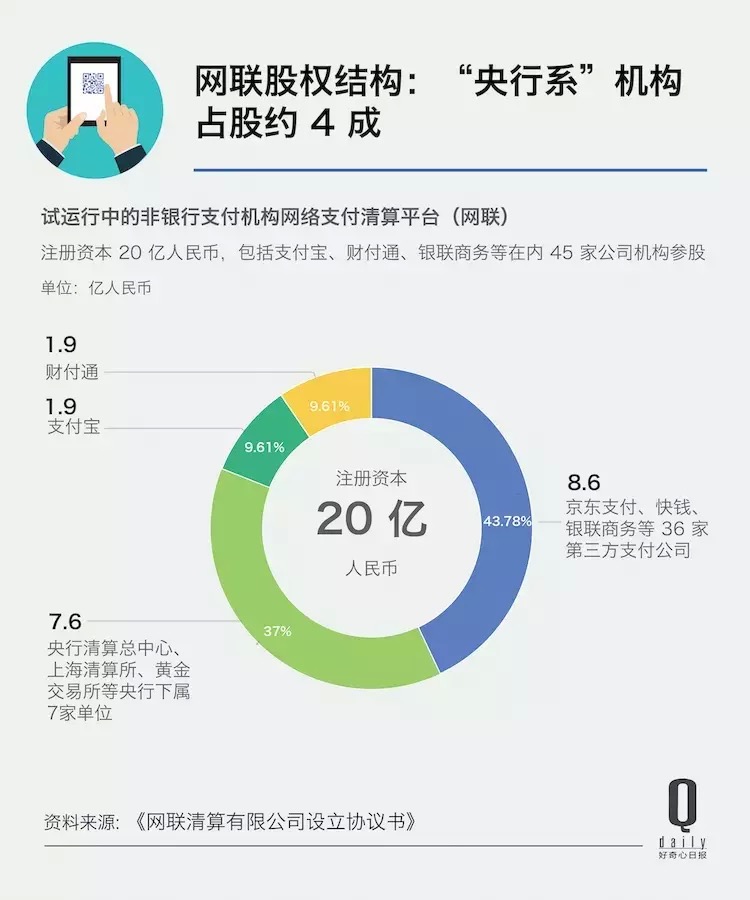 网联股权结构：“央行系”机构
占股约 4 成
试运行中的非银行支付机构网络支付清算平台（网联）
注册资本 20 亿人民币，包括支付宝、财付通、银联商务等在内 45 家公司机构参股
单位：亿人民币
1.9
财付通
1.9
支付宝
9.61%
9.61%
注册资本
20 亿
人民币
43.78%
8.6
京东支付、快钱、
银联商务等 36 家
第三方支付公司
37%
7.6
央行清算总中心、
上海清算所、黄金
交易所等央行下属
7家单位
资料来源：《网联清算有限公司设立协议书》
Q
daily
好奇心日报